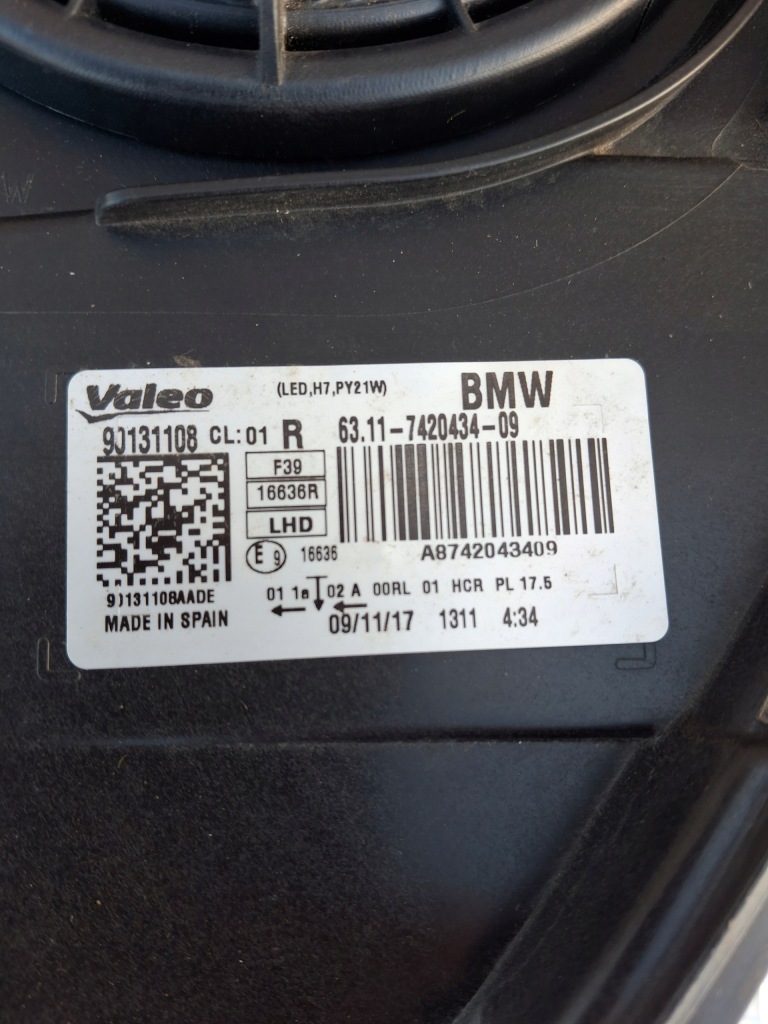 W
Valeo (LED,H7,PY21W) BMW
90131108 CL:01 R 63.11-7420434-09
F39
16636R
LHD
E9 16636 A8742043409
90131108AADE 01 1a 02 A 00RL 01 HCR PL 17.5
MADE IN SPAIN 09/11/17 1311 4:34